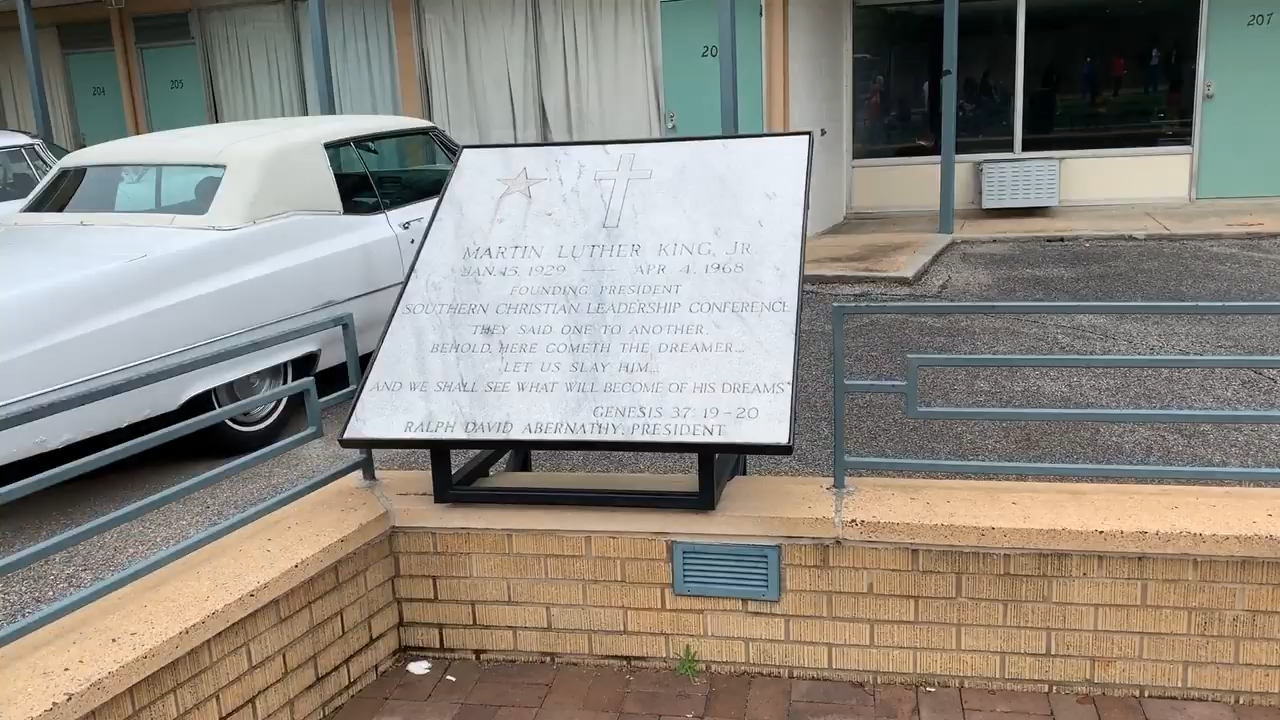 204
205
20
207
MARTIN LUTHER KING, JR.
JAN. 15, 1929 — APR. 4, 1968
FOUNDING PRESIDENT
SOUTHERN CHRISTIAN LEADERSHIP CONFERENCE
THEY SAID ONE TO ANOTHER,
BEHOLD, HERE COMETH THE DREAMER...
LET US SLAY HIM...
AND WE SHALL SEE WHAT WILL BECOME OF HIS DREAMS"
GENESIS 37: 19-20
RALPH DAVID ABERNATHY, PRESIDENT